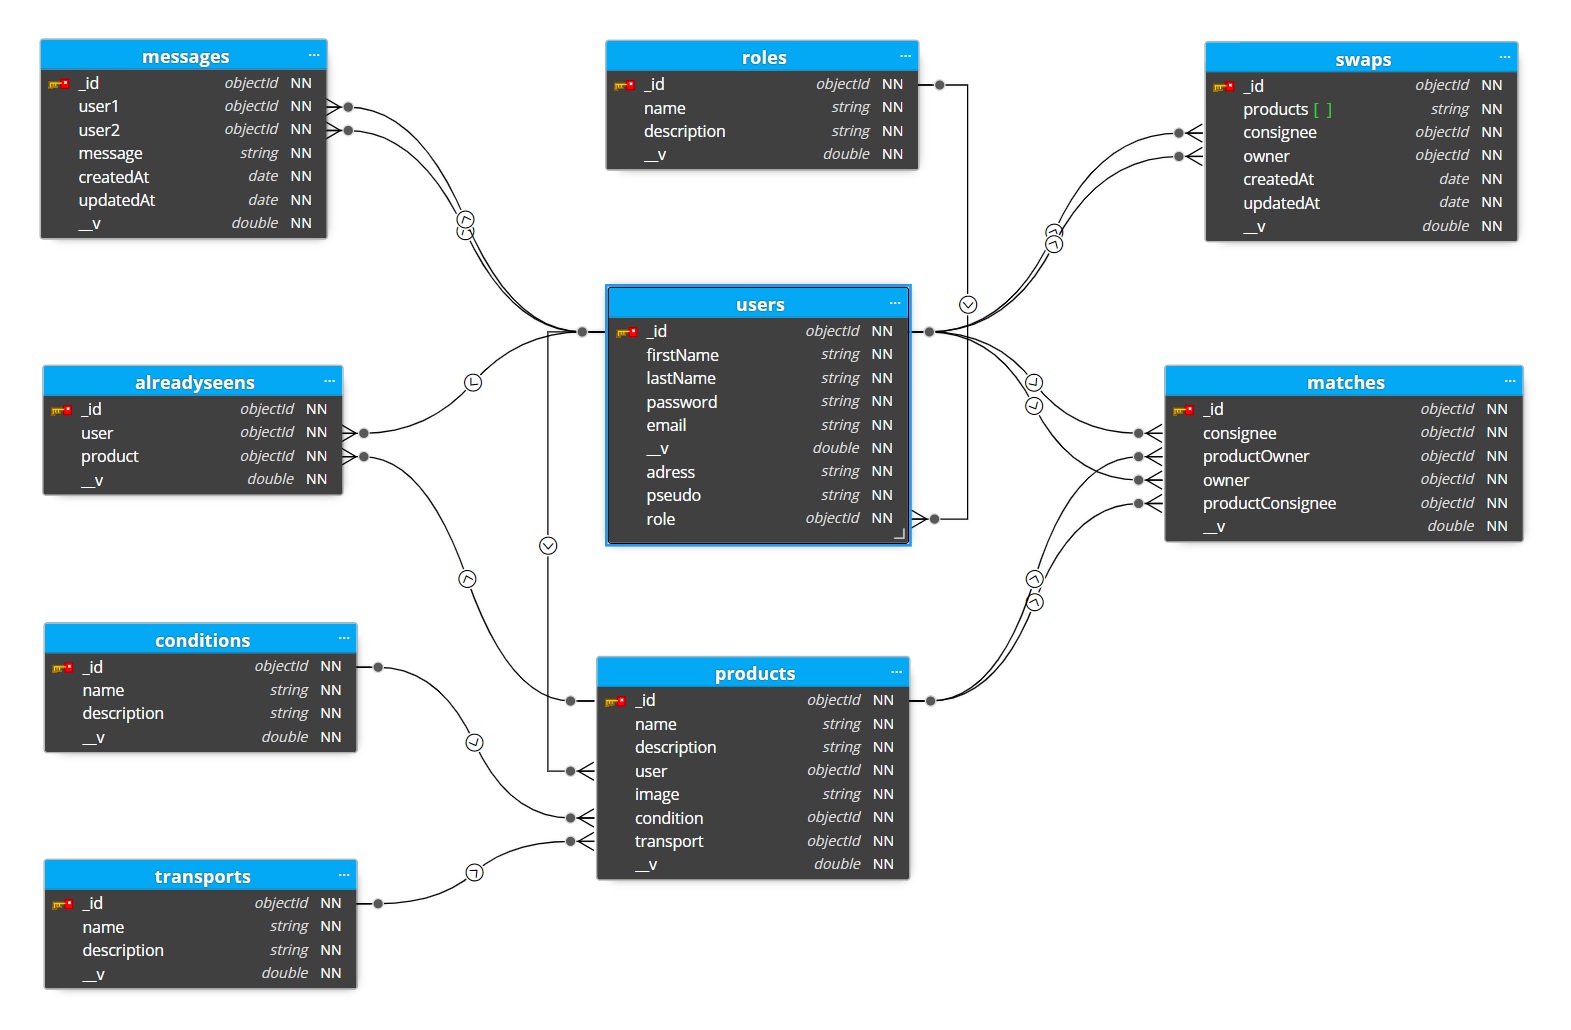 messages ...
_id objectId NN
user1 objectId NN
user2 objectId NN
message string NN
createdAt date NN
updatedAt date NN
__v double NN
roles ...
_id objectId NN
name string NN
description string NN
__v double NN
swaps ...
_id objectId NN
products [ ] string NN
consignee objectId NN
owner objectId NN
createdAt date NN
updatedAt date NN
__v double NN
users ...
_id objectId NN
firstName string NN
lastName string NN
password string NN
email string NN
__v double NN
adress string NN
pseudo string NN
role objectId NN
alreadyseens ...
_id objectId NN
user objectId NN
product objectId NN
__v double NN
matches ...
_id objectId NN
consignee objectId NN
productOwner objectId NN
owner objectId NN
productConsignee objectId NN
__v double NN
conditions ...
_id objectId NN
name string NN
description string NN
__v double NN
products ...
_id objectId NN
name string NN
description string NN
user objectId NN
image string NN
condition objectId NN
transport objectId NN
__v double NN
transports ...
_id objectId NN
name string NN
description string NN
__v double NN